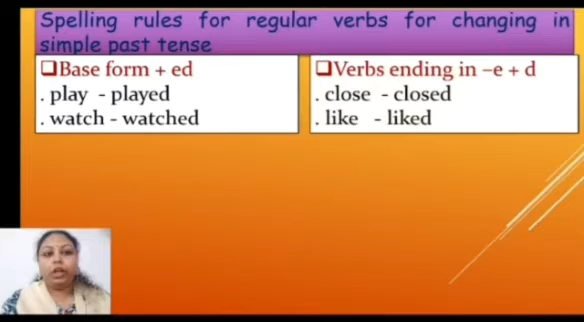 Spelling rules for regular verbs for changing in
simple past tense
❑Base form + ed
. play - played
. watch - watched
❑Verbs ending in –e + d
. close - closed
. like - liked